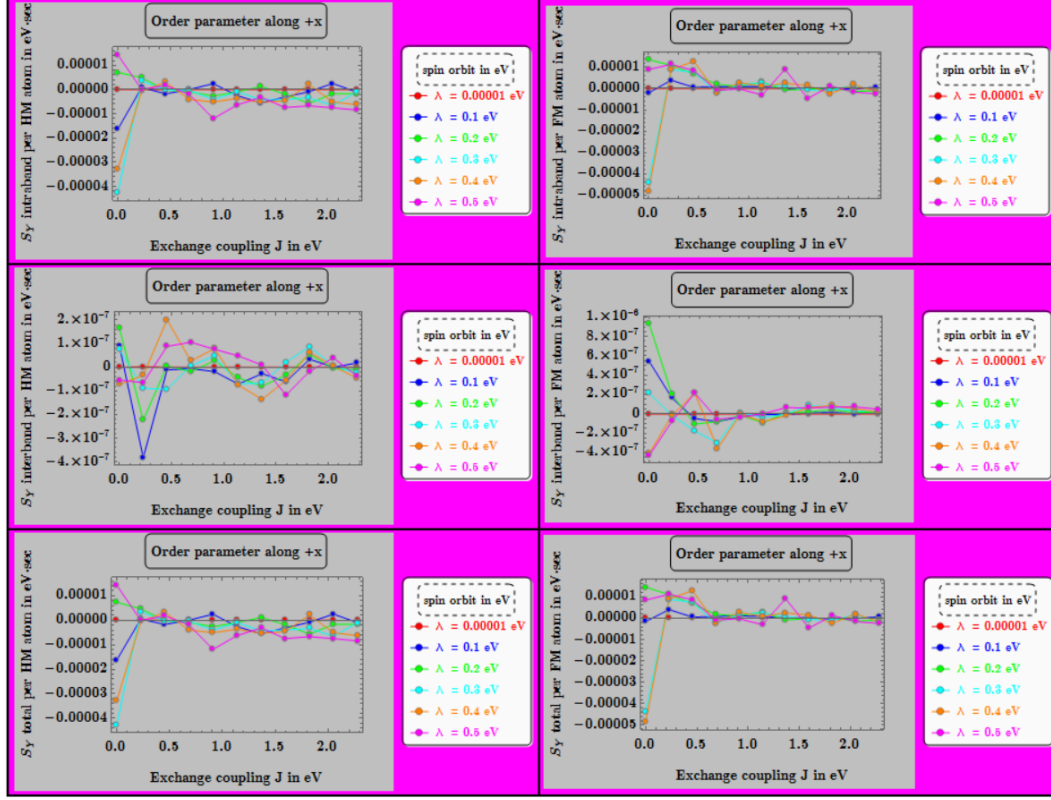 Order parameter along +x
S_Y intraband per HM atom in eV·sec
0.00001
0.00000
−0.00001
−0.00002
−0.00003
−0.00004
0.0 0.5 1.0 1.5 2.0
Exchange coupling J in eV
spin orbit in eV
λ = 0.00001 eV
λ = 0.1 eV
λ = 0.2 eV
λ = 0.3 eV
λ = 0.4 eV
λ = 0.5 eV
Order parameter along +x
S_Y intraband per FM atom in eV·sec
0.00001
0.00000
−0.00001
−0.00002
−0.00003
−0.00004
−0.00005
0.0 0.5 1.0 1.5 2.0
Exchange coupling J in eV
spin orbit in eV
λ = 0.00001 eV
λ = 0.1 eV
λ = 0.2 eV
λ = 0.3 eV
λ = 0.4 eV
λ = 0.5 eV
Order parameter along +x
S_Y interband per HM atom in eV·sec
2.×10⁻⁷
1.×10⁻⁷
0
−1.×10⁻⁷
−2.×10⁻⁷
−3.×10⁻⁷
−4.×10⁻⁷
0.0 0.5 1.0 1.5 2.0
Exchange coupling J in eV
spin orbit in eV
λ = 0.00001 eV
λ = 0.1 eV
λ = 0.2 eV
λ = 0.3 eV
λ = 0.4 eV
λ = 0.5 eV
Order parameter along +x
S_Y interband per FM atom in eV·sec
1.×10⁻⁶
8.×10⁻⁷
6.×10⁻⁷
4.×10⁻⁷
2.×10⁻⁷
0
−2.×10⁻⁷
−4.×10⁻⁷
0.0 0.5 1.0 1.5 2.0
Exchange coupling J in eV
spin orbit in eV
λ = 0.00001 eV
λ = 0.1 eV
λ = 0.2 eV
λ = 0.3 eV
λ = 0.4 eV
λ = 0.5 eV
Order parameter along +x
S_Y total per HM atom in eV·sec
0.00001
0.00000
−0.00001
−0.00002
−0.00003
−0.00004
0.0 0.5 1.0 1.5 2.0
Exchange coupling J in eV
spin orbit in eV
λ = 0.00001 eV
λ = 0.1 eV
λ = 0.2 eV
λ = 0.3 eV
λ = 0.4 eV
λ = 0.5 eV
Order parameter along +x
S_Y total per FM atom in eV·sec
0.00001
0.00000
−0.00001
−0.00002
−0.00003
−0.00004
−0.00005
0.0 0.5 1.0 1.5 2.0
Exchange coupling J in eV
spin orbit in eV
λ = 0.00001 eV
λ = 0.1 eV
λ = 0.2 eV
λ = 0.3 eV
λ = 0.4 eV
λ = 0.5 eV